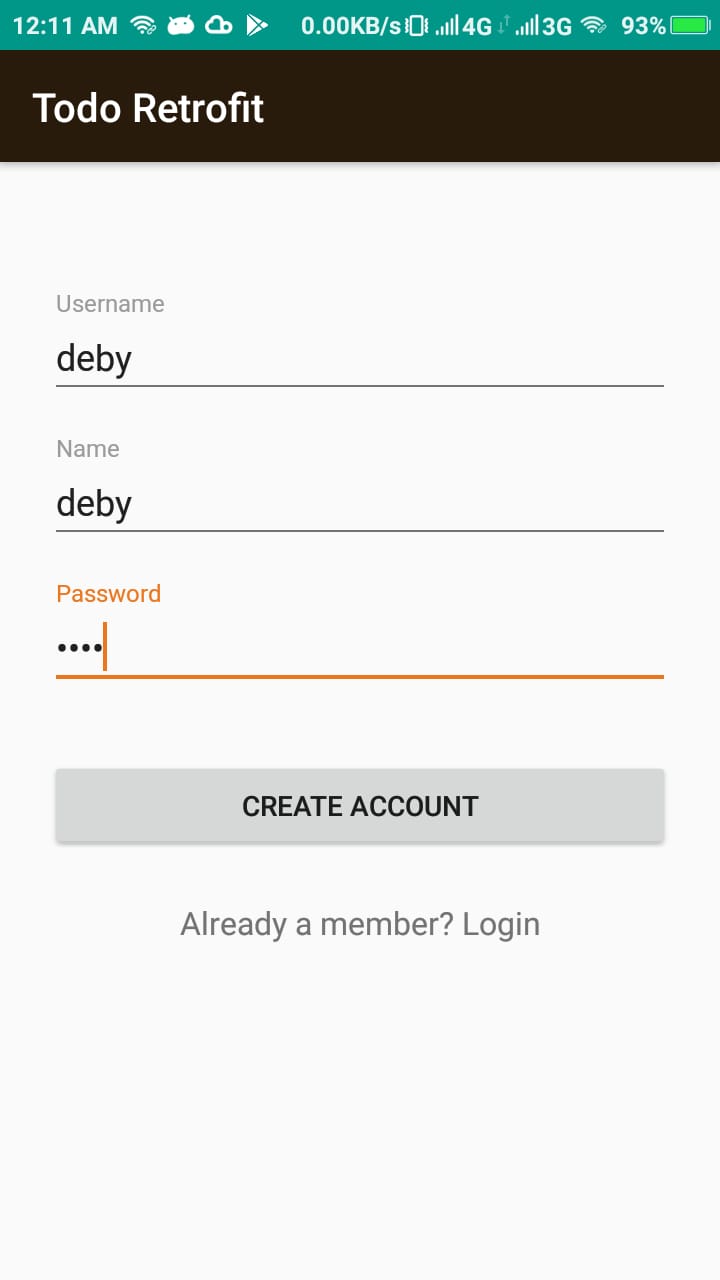 12:11 AM 0.00KB/s 4G 3G 93%
Todo Retrofit
Username
deby
Name
deby
Password
••••
CREATE ACCOUNT
Already a member? Login